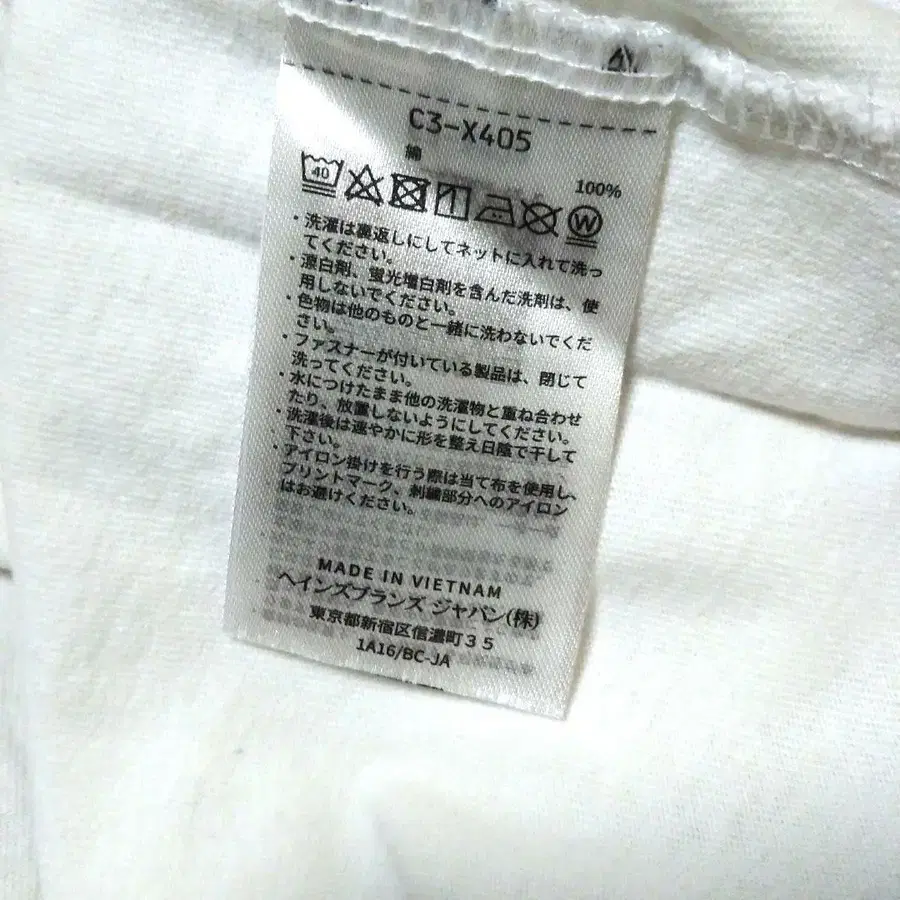 C3-X405
綿
100%
40
W
・洗濯は裏返しにしてネットに入れて洗っ
てください。
・漂白剤、蛍光増白剤を含んだ洗剤は、使
用しないでください。
・色物は他のものと一緒に洗わないでくだ
さい。
・ファスナーが付いている製品は、閉じて
洗ってください。
・水につけたまま他の洗濯物と重ね合わせ
たり、放置しないようにしてください。
・洗濯後は速やかに形を整え日陰で干して
下さい。
・アイロン掛けを行う際は当て布を使用し、
プリントマーク、刺繍部分へのアイロン
はお避けください。
MADE IN VIETNAM
ヘインズブランズ ジャパン(株)
東京都新宿区信濃町35
1A16/BC-JA